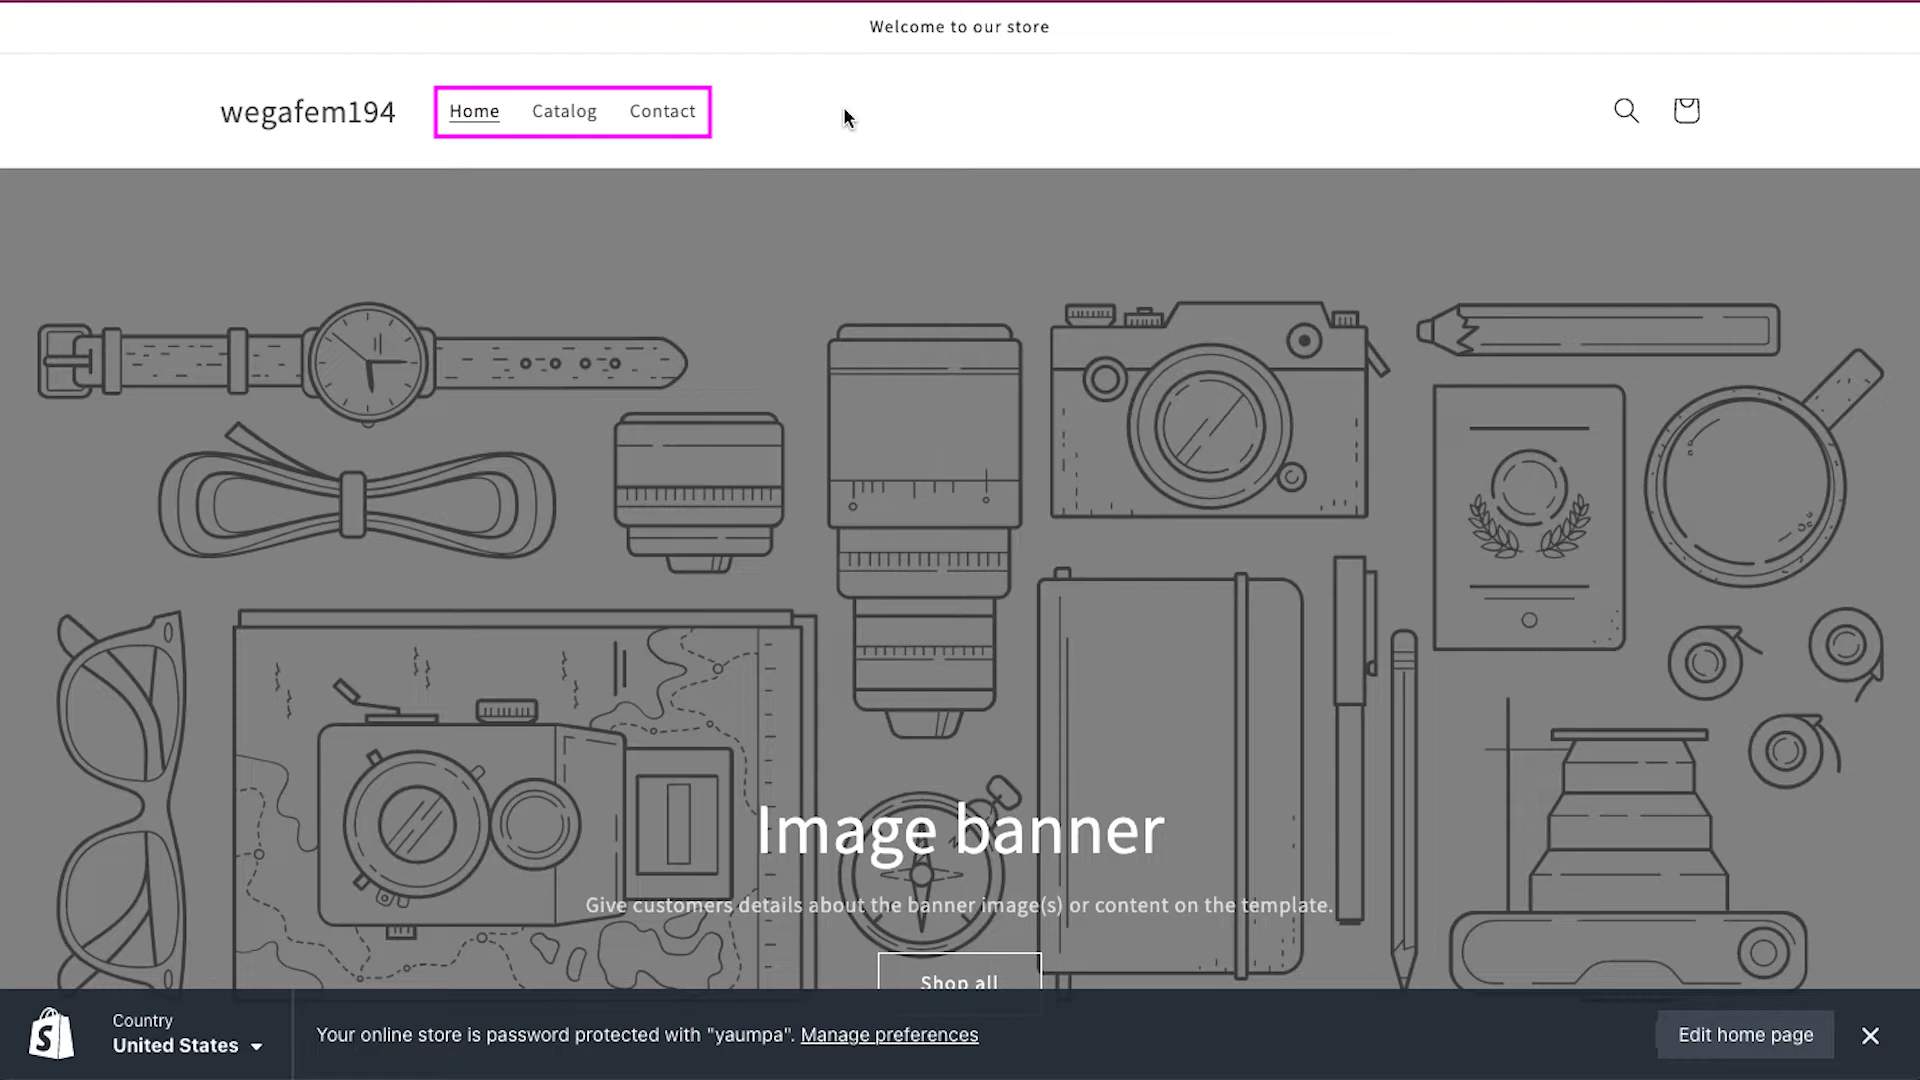 Welcome to our store
wegafem194
Home Catalog Contact
Image banner
Give customers details about the banner image(s) or content on the template.
Shop all
Country
United States
Your online store is password protected with "yaumpa". Manage preferences
Edit home page